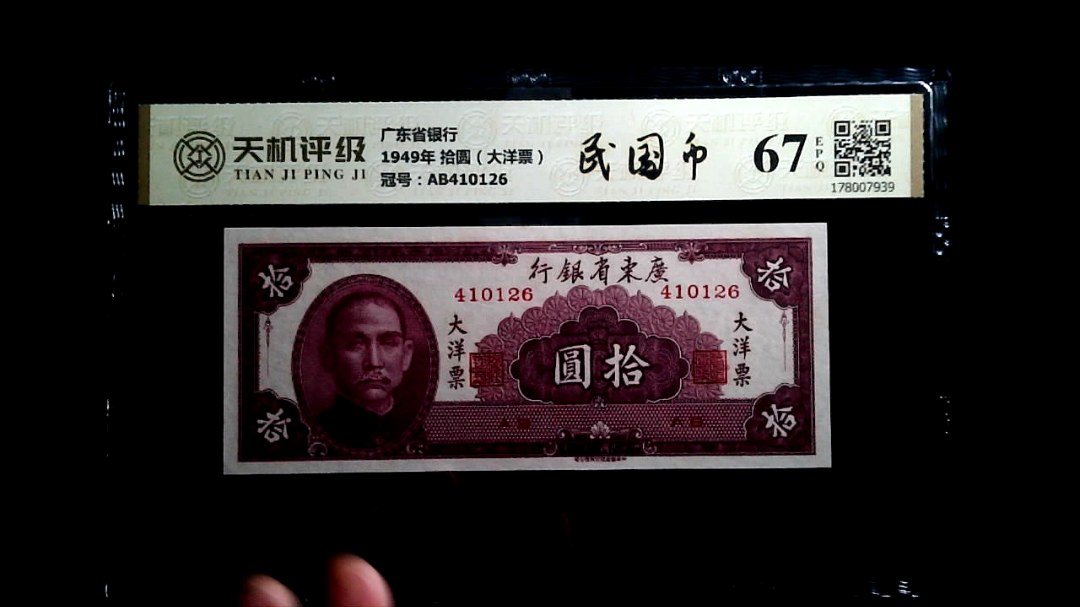 天机评级
TIAN JI PING JI
广东省银行
1949年 拾圆（大洋票）
冠号：AB410126
民国币
67
EPQ
178007939
拾
拾
行銀省東廣
410126
410126
大洋票
大洋票
圓拾
AB
AB
拾
拾